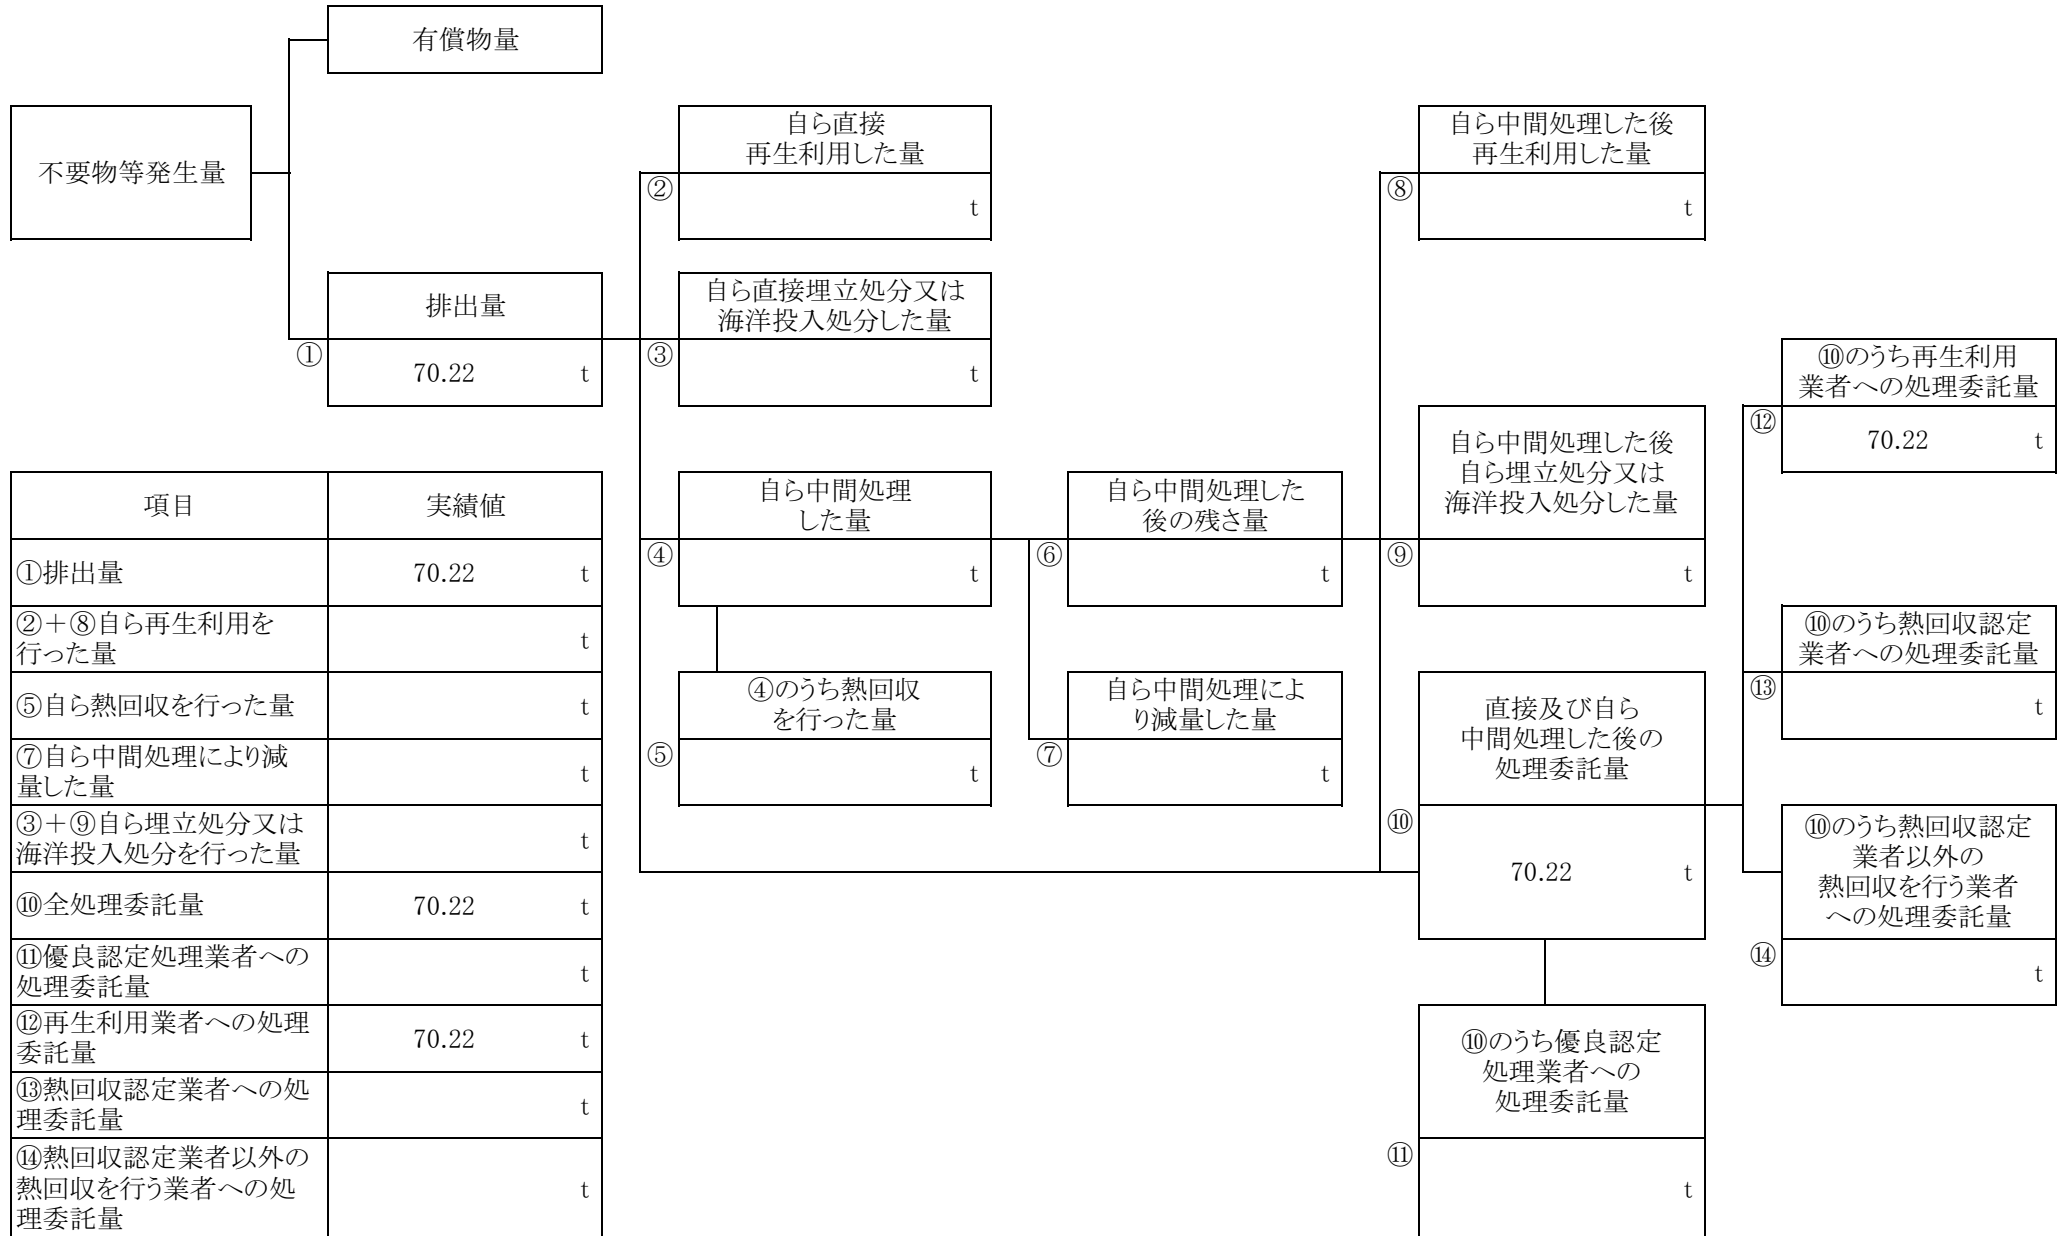 有償物量
不要物等発生量
排出量
①
70.22 t
自ら直接
再生利用した量
②
t
自ら直接埋立処分又は
海洋投入処分した量
③
t
自ら中間処理
した量
④
t
④のうち熱回収
を行った量
⑤
t
自ら中間処理した
後の残さ量
⑥
t
自ら中間処理によ
り減量した量
⑦
t
自ら中間処理した後
再生利用した量
⑧
t
自ら中間処理した後
自ら埋立処分又は
海洋投入処分した量
⑨
t
直接及び自ら
中間処理した後の
処理委託量
⑩
70.22 t
⑩のうち優良認定
処理業者への
処理委託量
⑪
t
⑩のうち再生利用
業者への処理委託量
⑫
70.22 t
⑩のうち熱回収認定
業者への処理委託量
⑬
t
⑩のうち熱回収認定
業者以外の
熱回収を行う業者
への処理委託量
⑭
t
項目 実績値
①排出量 70.22 t
②+⑧自ら再生利用を
行った量 t
⑤自ら熱回収を行った量 t
⑦自ら中間処理により減
量した量 t
③+⑨自ら埋立処分又は
海洋投入処分を行った量 t
⑩全処理委託量 70.22 t
⑪優良認定処理業者への
処理委託量 t
⑫再生利用業者への処理
委託量 70.22 t
⑬熱回収認定業者への処
理委託量 t
⑭熱回収認定業者以外の
熱回収を行う業者への処
理委託量 t